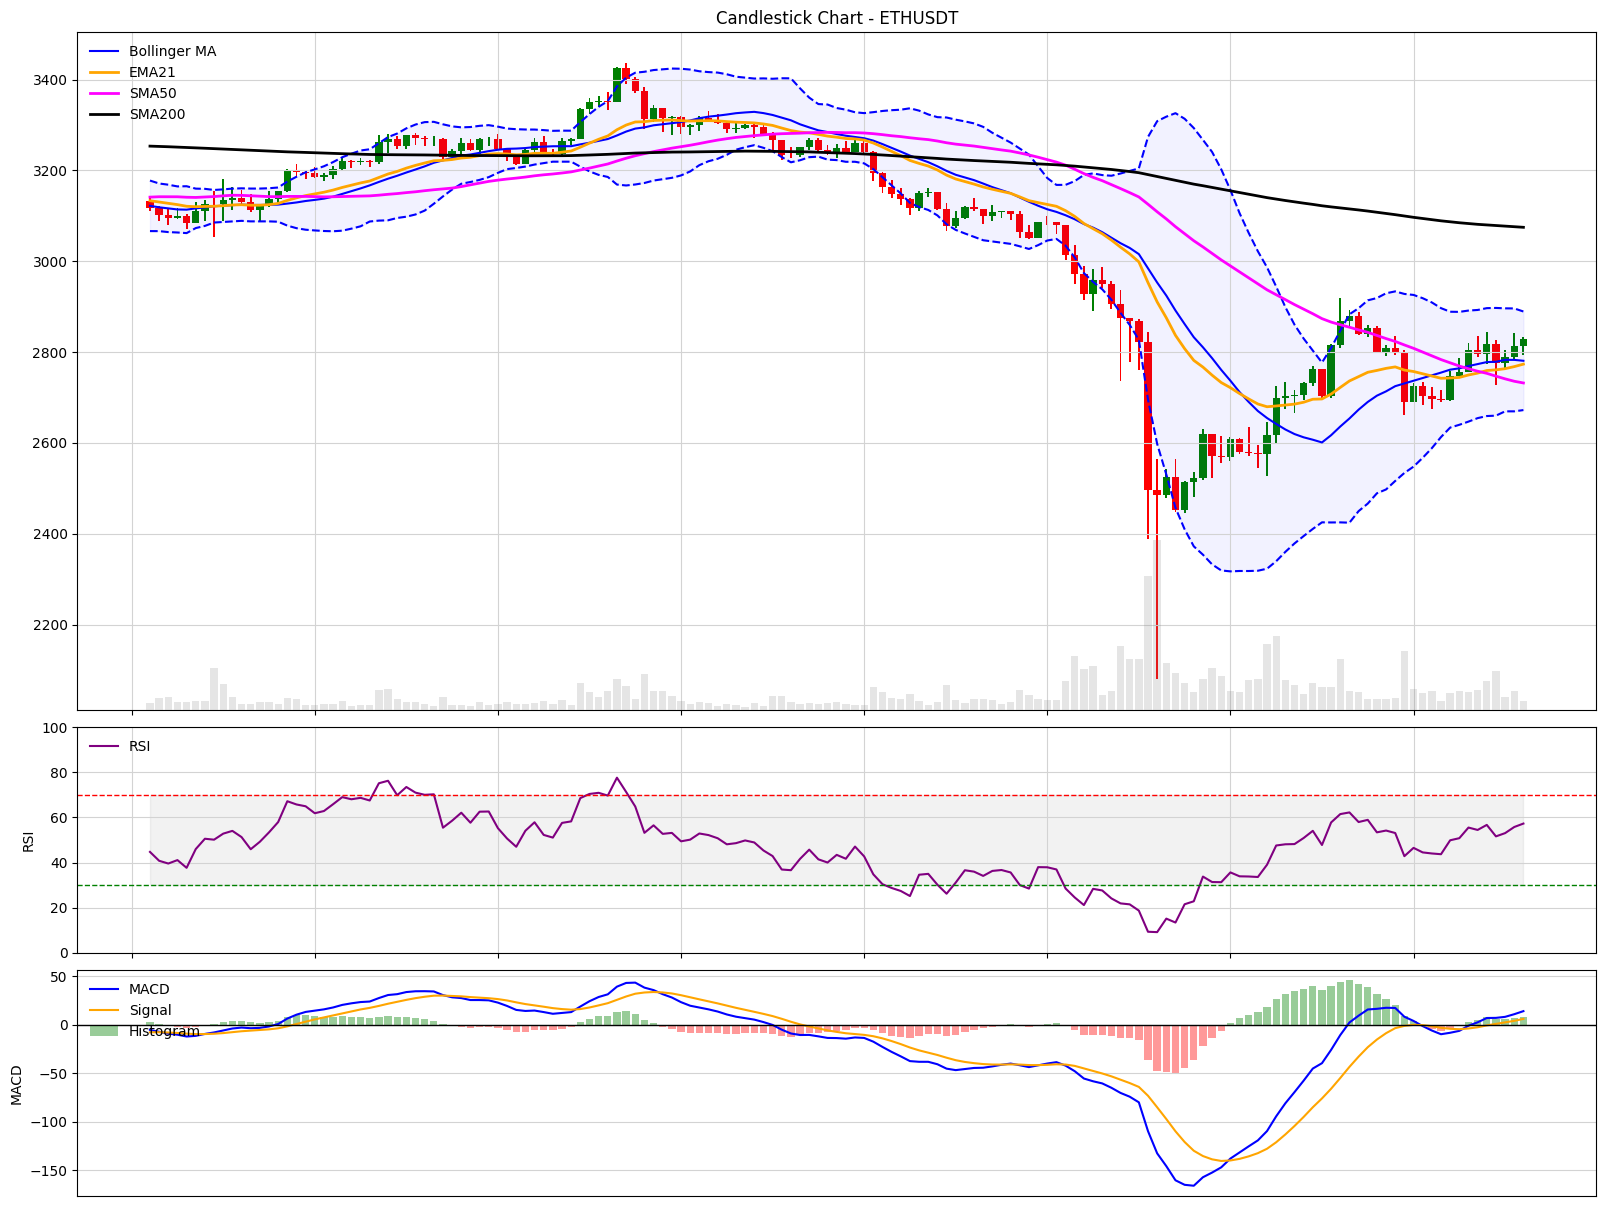 Candlestick Chart - ETHUSDT
Bollinger MA
EMA21
SMA50
SMA200
3400
3200
3000
2800
2600
2400
2200
RSI
100
80
60
40
20
0
RSI
MACD
Signal
Histogram
50
0
−50
−100
−150
MACD